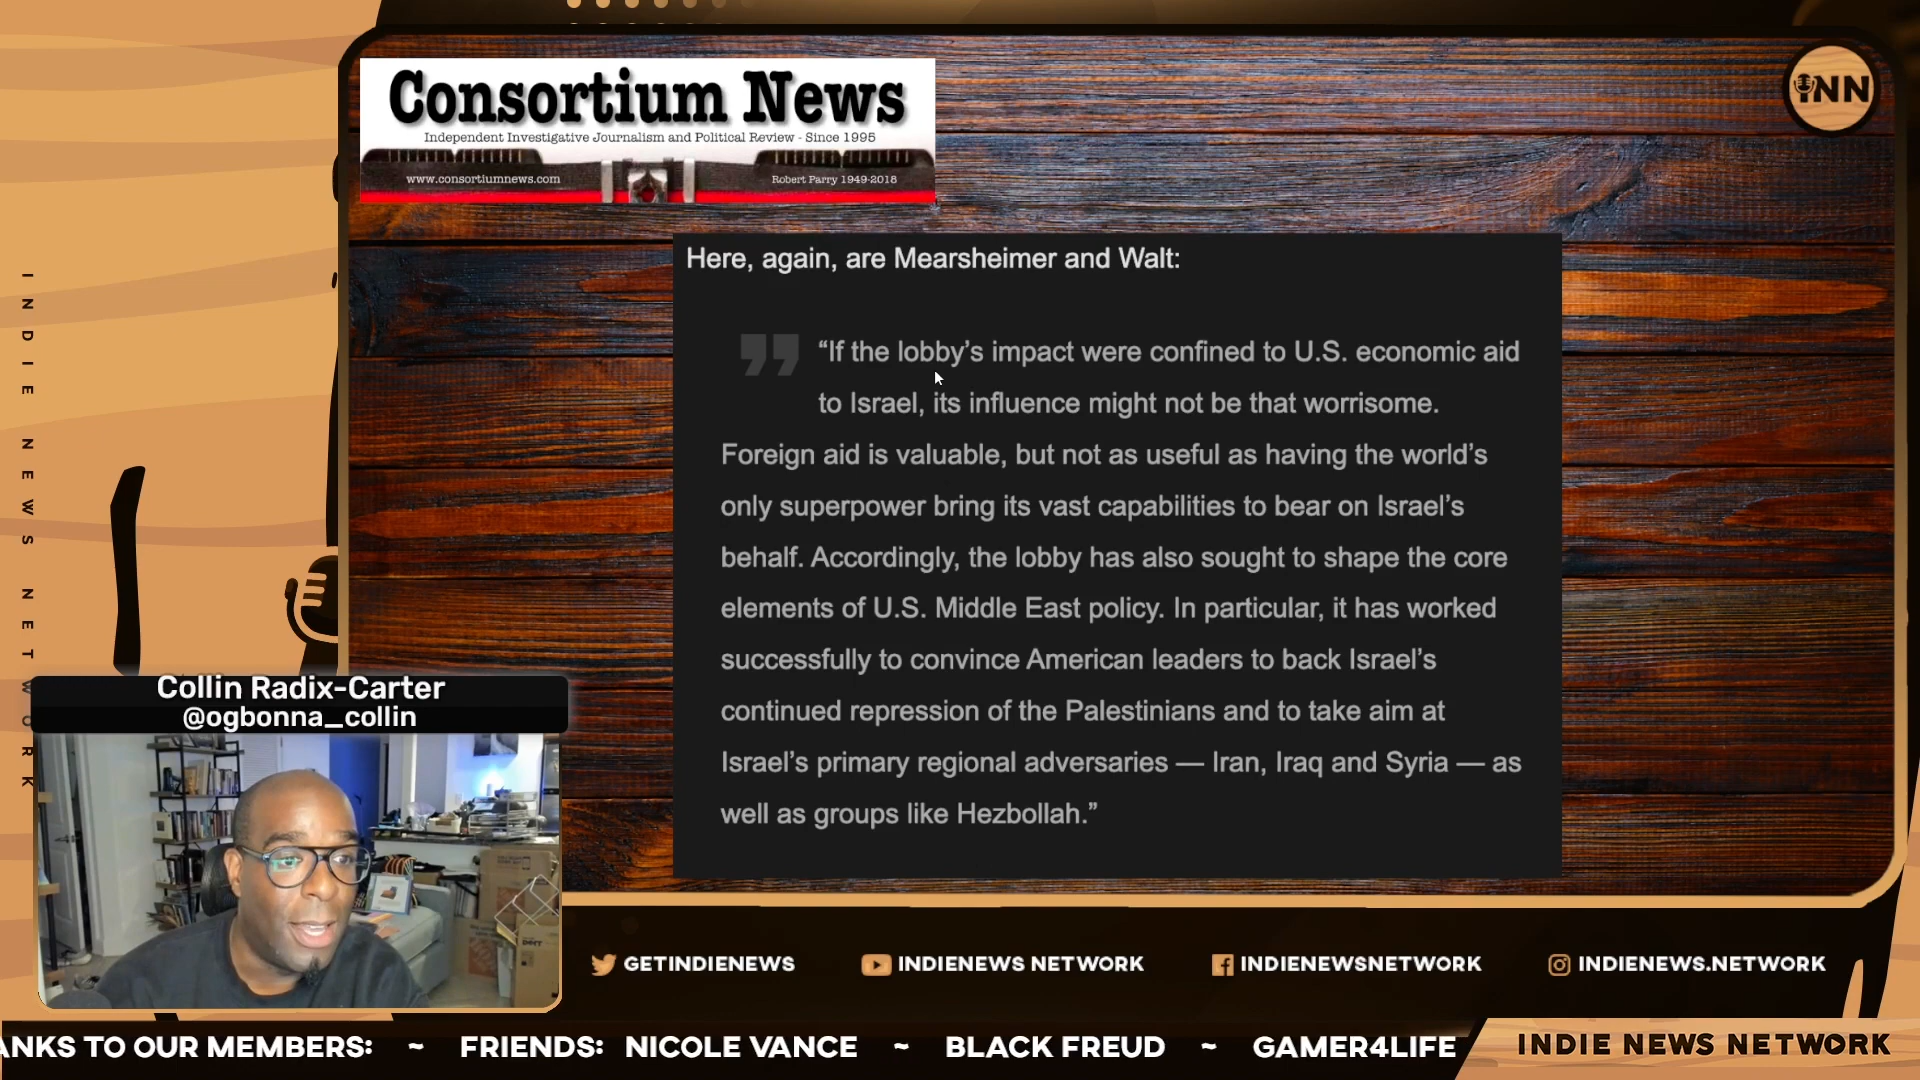 Consortium News
Independent Investigative Journalism and Political Review - Since 1995
www.consortiumnews.com
Robert Parry 1949-2018
iNN
Here, again, are Mearsheimer and Walt:
“If the lobby’s impact were confined to U.S. economic aid
to Israel, its influence might not be that worrisome.
Foreign aid is valuable, but not as useful as having the world’s
only superpower bring its vast capabilities to bear on Israel’s
behalf. Accordingly, the lobby has also sought to shape the core
elements of U.S. Middle East policy. In particular, it has worked
successfully to convince American leaders to back Israel’s
continued repression of the Palestinians and to take aim at
Israel’s primary regional adversaries — Iran, Iraq and Syria — as
well as groups like Hezbollah.”
INDIE NEWS NETWORK
Collin Radix-Carter
@ogbonna_collin
GETINDIENEWS
INDIENEWS NETWORK
INDIENEWSNETWORK
INDIENEWS.NETWORK
ANKS TO OUR MEMBERS: ~ FRIENDS: NICOLE VANCE ~ BLACK FREUD ~ GAMER4LIFE
INDIE NEWS NETWORK